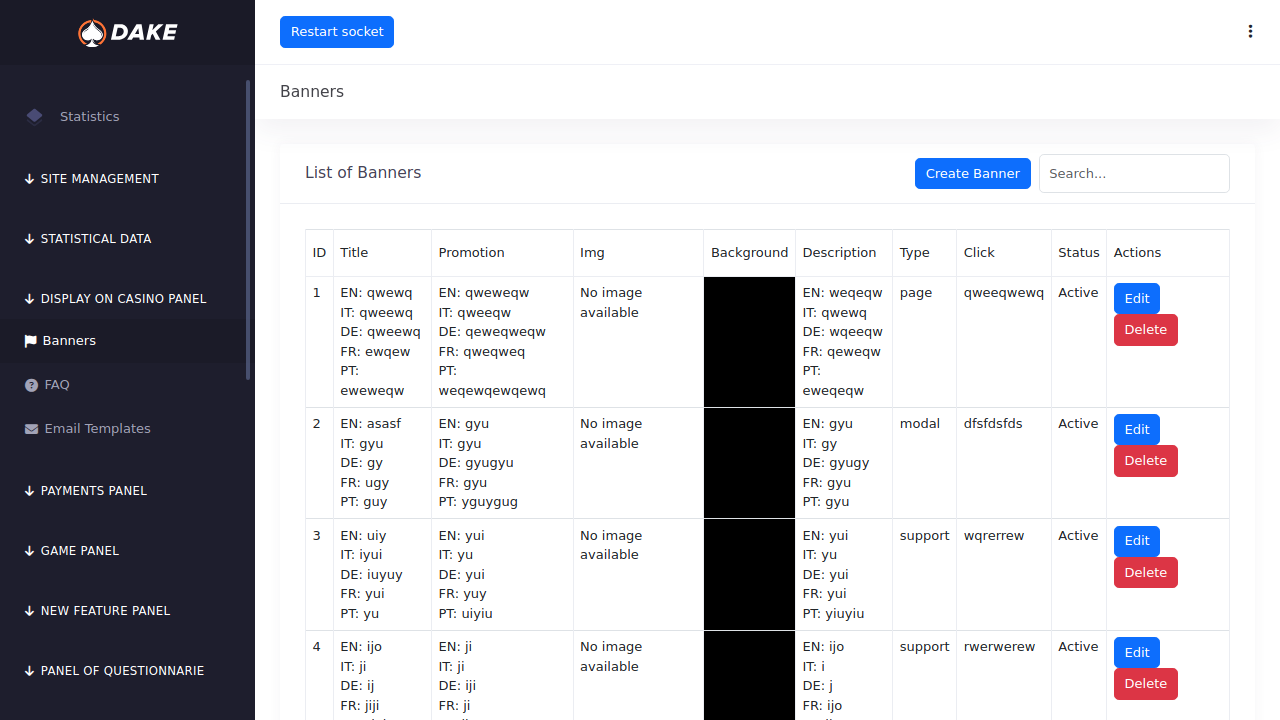 DAKE
Restart socket
Banners
Statistics
SITE MANAGEMENT
STATISTICAL DATA
DISPLAY ON CASINO PANEL
Banners
FAQ
Email Templates
PAYMENTS PANEL
GAME PANEL
NEW FEATURE PANEL
PANEL OF QUESTIONNARIE
List of Banners
Create Banner
Search...
ID Title Promotion Img Background Description Type Click Status Actions
1 EN: qwewq EN: qweweqw No image EN: weqeqw page qweeqwewq Active Edit
IT: qweewq IT: qweeqw available IT: qwewq
DE: qweewq DE: qweqweqw DE: wqeeqw Delete
FR: ewqew FR: qweqweq FR: qeweqw
PT: PT: PT:
eweweqw weqewqewqewq eweqeqw
2 EN: asasf EN: gyu No image EN: gyu modal dfsfdsfds Active Edit
IT: gyu IT: gyu available IT: gy
DE: gy DE: gyugyu DE: gyugy Delete
FR: ugy FR: gyu FR: gyu
PT: guy PT: yguygug PT: gyu
3 EN: uiy EN: yui No image EN: yui support wqrerrew Active Edit
IT: iyui IT: yu available IT: yu
DE: iuyuy DE: yui DE: yui Delete
FR: yui FR: yuy FR: yui
PT: yu PT: uiyiu PT: yiuyiu
4 EN: ijo EN: ji No image EN: ijo support rwerwerew Active Edit
IT: ji IT: ji available IT: i
DE: ij DE: iji DE: j Delete
FR: jiji FR: ji FR: ijo